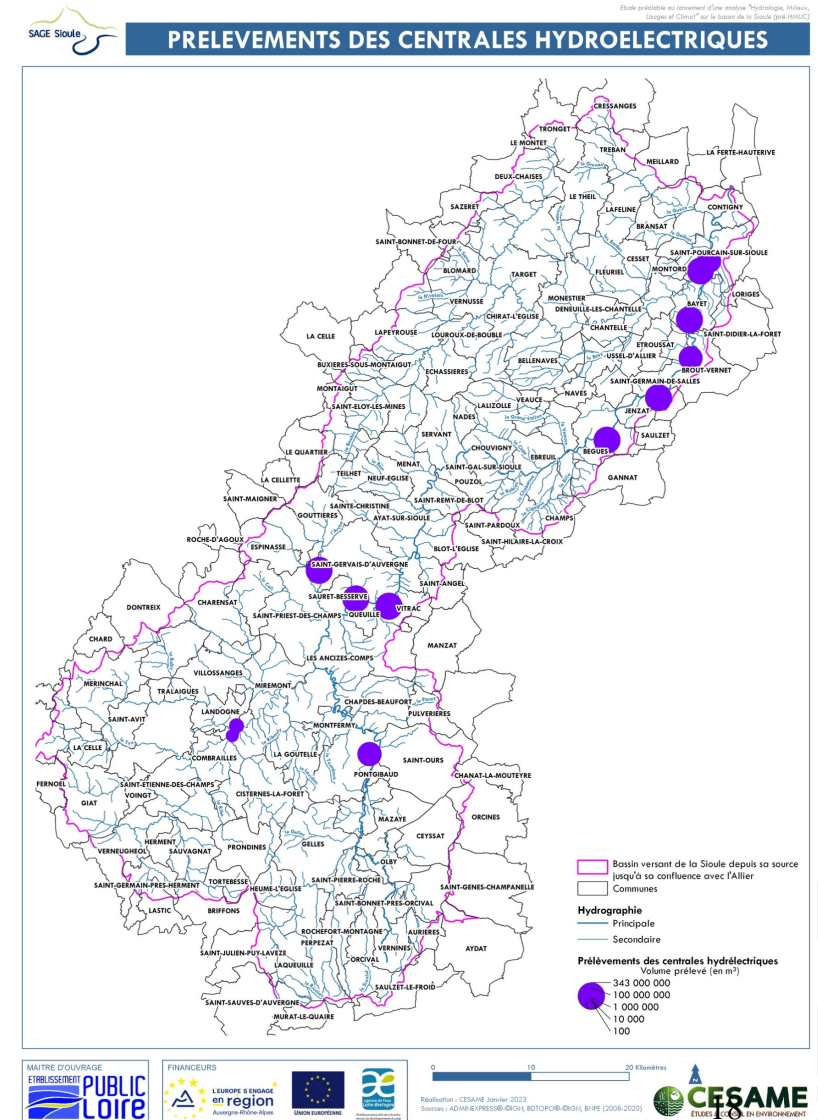 Etude préalable au lancement d'une analyse "Hydrologie, Milieux,
Usages et Climat" sur le bassin de la Sioule (pré-HMUC)
SAGE Sioule
PRELEVEMENTS DES CENTRALES HYDROELECTRIQUES
CRESSANGES
TRONGET
LE MONTET
TREBAN
LA FERTE-HAUTERIVE
MEILLARD
DEUX-CHAISES
LE THEIL
SAZERET
LAFELINE
CONTIGNY
BRANSAT
SAINT-BONNET-DE-FOUR
SAINT-POURCAIN-SUR-SIOULE
CESSET
BLOMARD
TARGET
FLEURIEL
MONTORD
VERNUSSE
MONESTIER
LORIGES
BAYET
DENEUILLE-LES-CHANTELLE
CHIRAT-L'EGLISE
CHANTELLE
LA CELLE
LAPEYROUSE
LOUROUX-DE-BOUBLE
SAINT-DIDIER-LA-FORET
ETROUSSAT
USSEL-D'ALLIER
BELLENAVES
BUXIERES-SOUS-MONTAIGUT
ECHASSIERES
BROUT-VERNET
SAINT-GERMAIN-DE-SALLES
MONTAIGUT
NAVES
VEAUCE
LALIZOLLE
SAINT-ELOY-LES-MINES
JENZAT
NADES
SERVANT
SAULZET
CHOUVIGNY
LE QUARTIER
EBREUIL
BEGUES
MENAT
SAINT-GAL-SUR-SIOULE
TEILHET
NEUF-EGLISE
GANNAT
LA CELLETTE
POUZOL
SAINT-MAIGNER
SAINT-REMY-DE-BLOT
SAINTE-CHRISTINE
GOUTTIERES
AYAT-SUR-SIOULE
CHAMPS
SAINT-PARDOUX
ROCHE-D'AGOUX
SAINT-HILAIRE-LA-CROIX
ESPINASSE
BLOT-L'EGLISE
SAINT-GERVAIS-D'AUVERGNE
SAINT-ANGEL
SAURET-BESSERVE
CHARENSAT
DONTREIX
VITRAC
SAINT-PRIEST-DES-CHAMPS
QUEUILLE
CHARD
MANZAT
LES ANCIZES-COMPS
VILLOSSANGES
MERINCHAL
MIREMONT
TRALAIGUES
CHAPDES-BEAUFORT
LANDOGNE
PULVERIERES
SAINT-AVIT
MONTFERMY
LA CELLE
LA GOUTELLE
COMBRAILLES
SAINT-OURS
PONTGIBAUD
CHANAT-LA-MOUTEYRE
FERNOEL
SAINT-ETIENNE-DES-CHAMPS
VOINGT
CISTERNES-LA-FORET
GIAT
ORCINES
MAZAYE
CEYSSAT
HERMENT
GELLES
VERNEUGHEOL
SAUVAGNAT
PRONDINES
OLBY
SAINT-PIERRE-ROCHE
SAINT-GERMAIN-PRES-HERMENT
TORTEBESSE
HEUME-L'EGLISE
SAINT-GENES-CHAMPANELLE
SAINT-BONNET-PRES-ORCIVAL
LASTIC
BRIFFONS
ROCHEFORT-MONTAGNE
AURIERES
PERPEZAT
AYDAT
VERNINES
SAINT-JULIEN-PUY-LAVEZE
ORCIVAL
LAQUEUILLE
SAULZET-LE-FROID
SAINT-SAUVES-D'AUVERGNE
MURAT-LE-QUAIRE
Bassin versant de la Sioule depuis sa source
jusqu'à sa confluence avec l'Allier
Communes
Hydrographie
Principale
Secondaire
Prélèvements des centrales hydrélectriques
Volume prélevé (en m³)
343 000 000
100 000 000
1 000 000
10 000
100
MAITRE D'OUVRAGE
ETABLISSEMENT PUBLIC
Loire
FINANCEURS
L'EUROPE S'ENGAGE
en région
Auvergne-Rhône-Alpes
UNION EUROPÉENNE
agence de l'eau
Loire-Bretagne
0 10 20 Kilomètres
N
Réalisation : CESAME Janvier 2023
Sources : ADMINEXPRESS®-©IGN, BDTOPO®-©IGN, BNPE (2008-2020)
CESAME
ÉTUDES & CONSEIL EN ENVIRONNEMENT